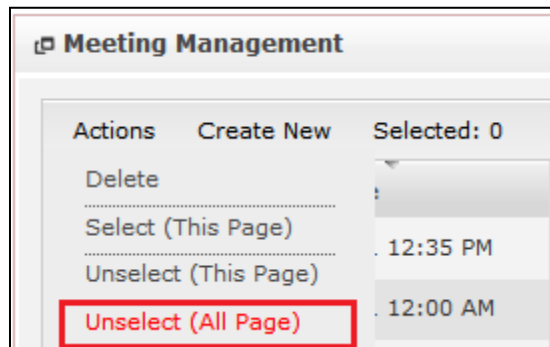 Meeting Management
Actions Create New Selected: 0
Delete
Select (This Page)
Unselect (This Page)
12:35 PM
Unselect (All Page)
12:00 AM